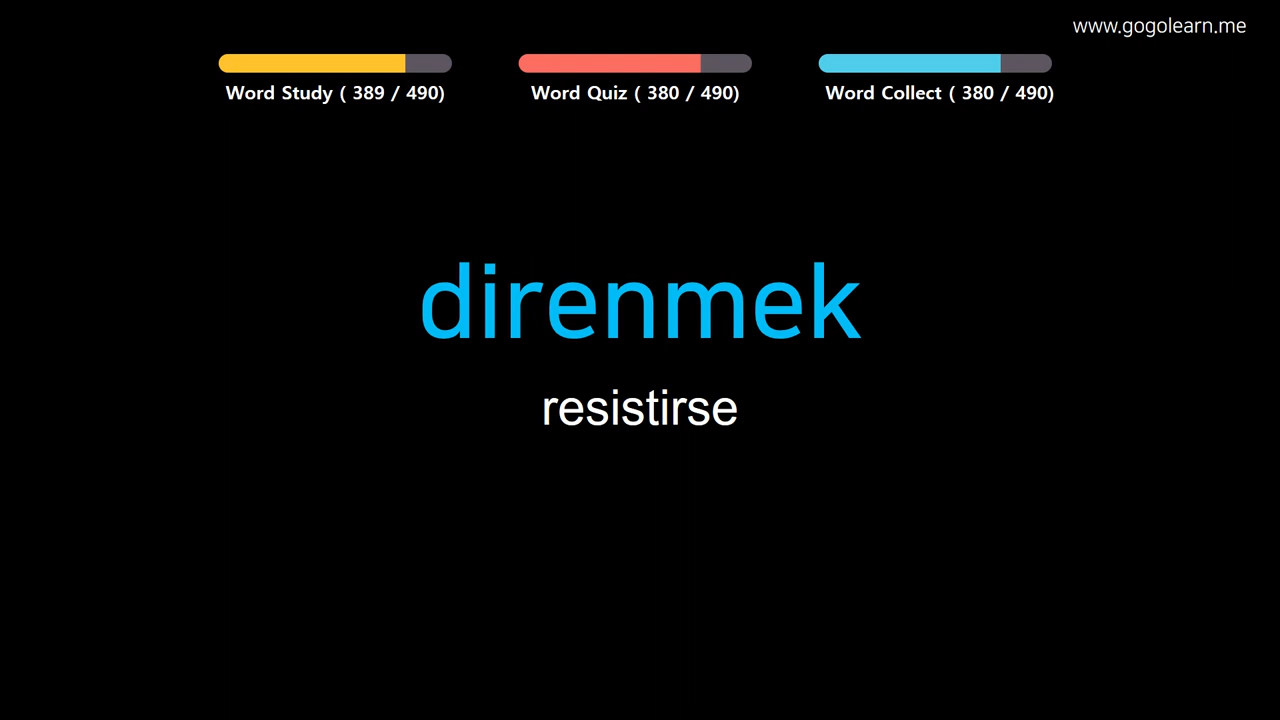 www.gogolearn.me
Word Study ( 389 / 490)
Word Quiz ( 380 / 490)
Word Collect ( 380 / 490)
direnmek
resistirse